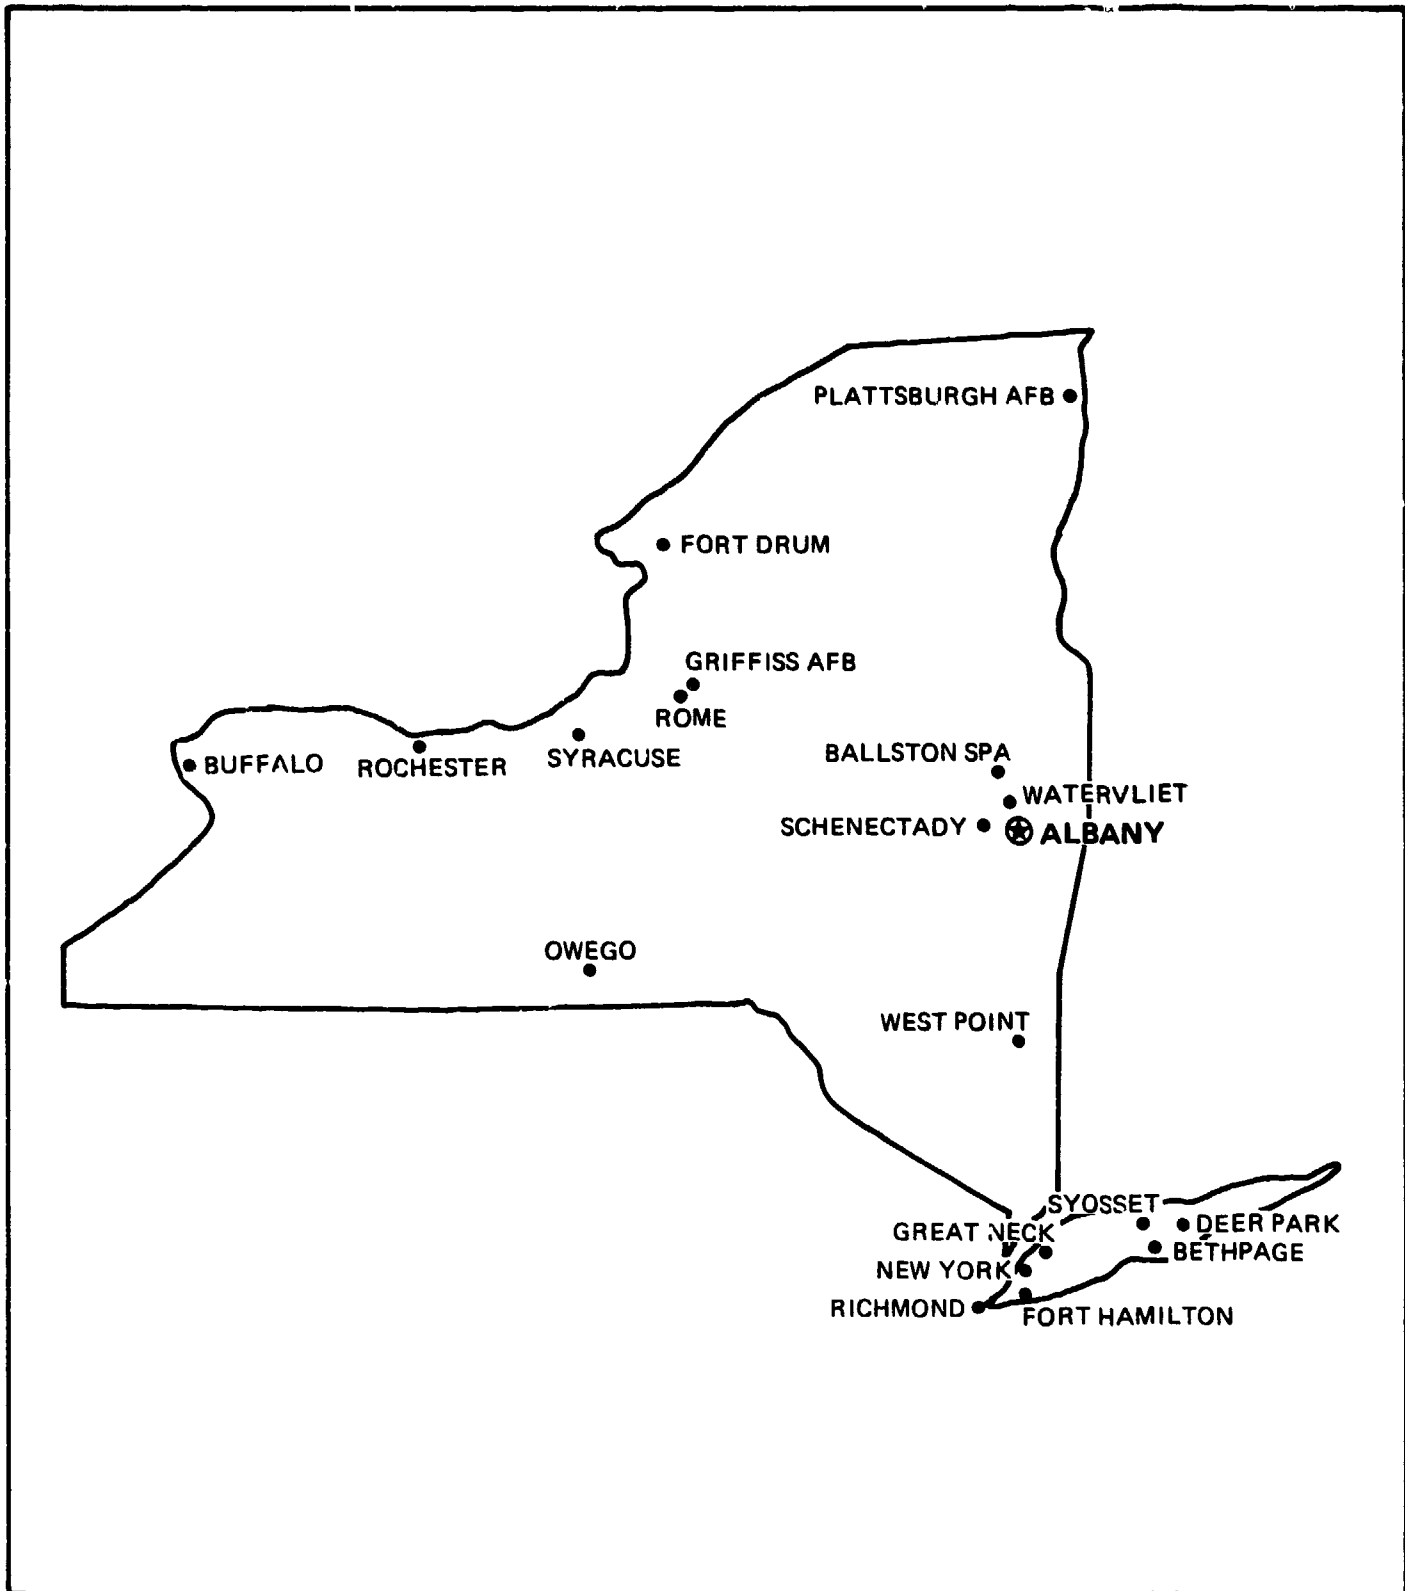 PLATTSBURGH AFB
FORT DRUM
GRIFFISS AFB
ROME
BUFFALO
ROCHESTER
SYRACUSE
BALLSTON SPA
WATERVLIET
SCHENECTADY
ALBANY
OWEGO
WEST POINT
SYOSSET
GREAT NECK
DEER PARK
BETHPAGE
NEW YORK
RICHMOND
FORT HAMILTON